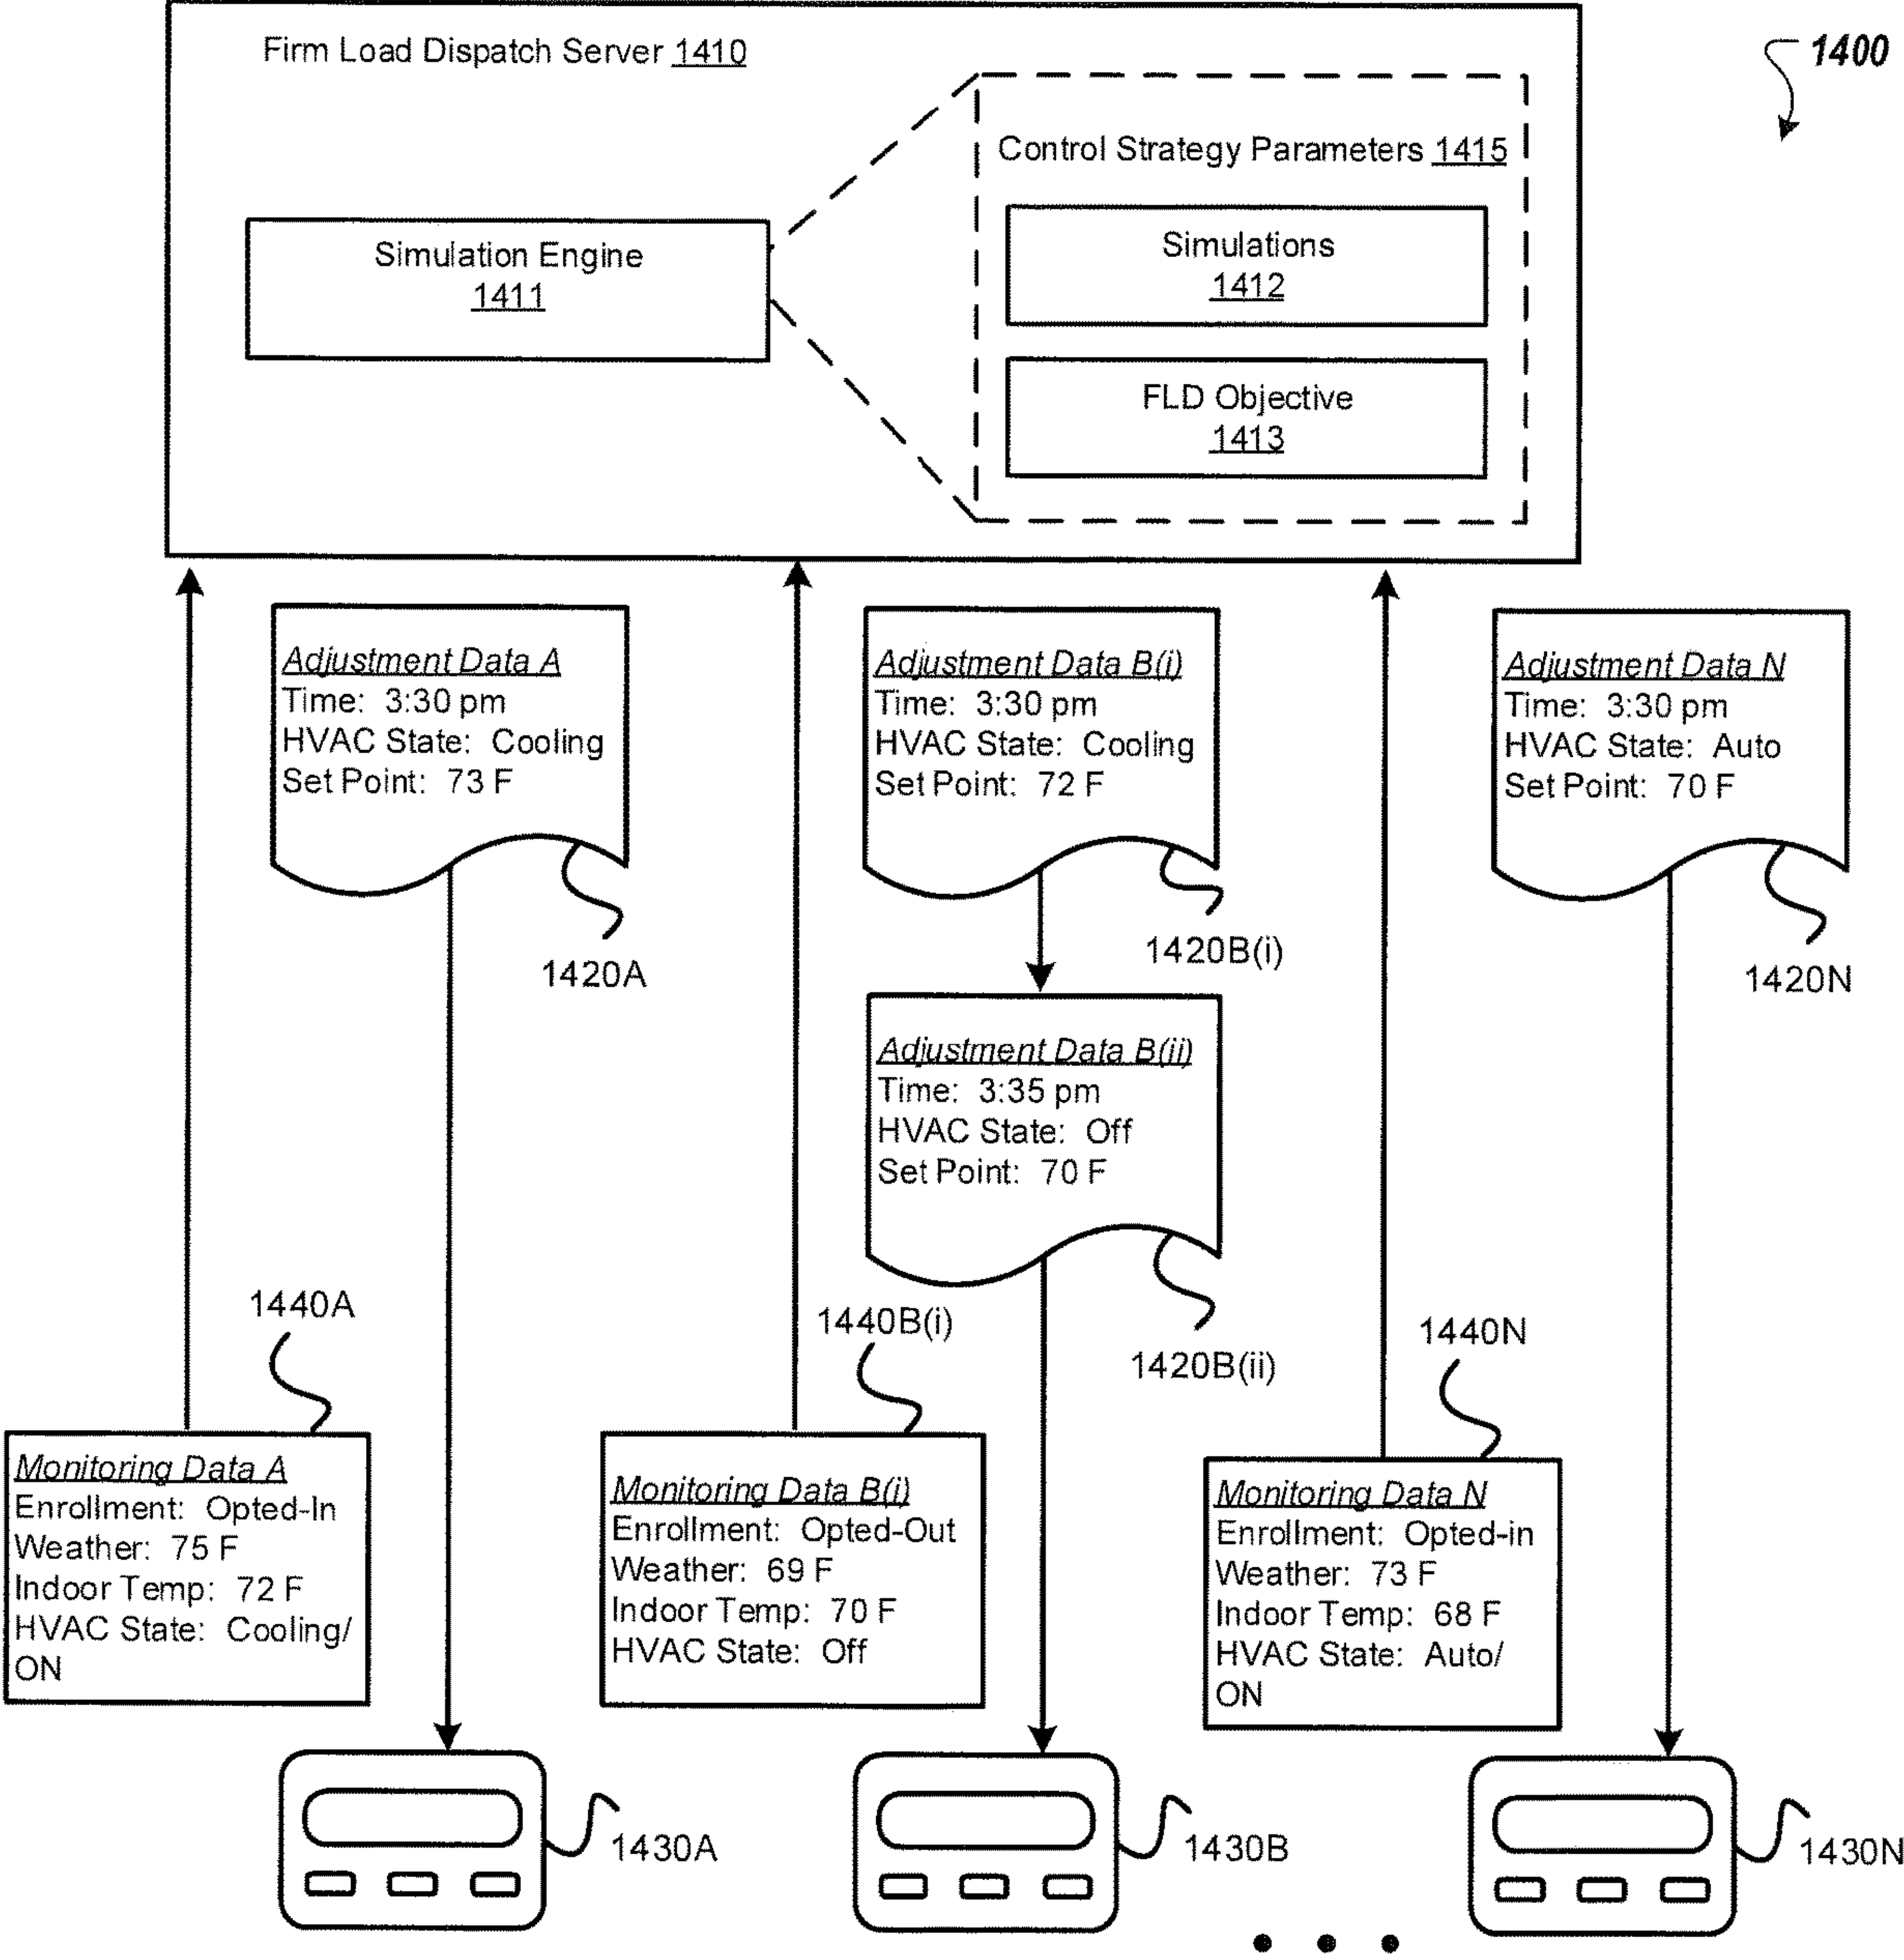 Firm Load Dispatch Server 1410
1400
Control Strategy Parameters 1415
Simulation Engine
1411
Simulations
1412
FLD Objective
1413
Adjustment Data A
Time: 3:30 pm
HVAC State: Cooling
Set Point: 73 F
1420A
Adjustment Data B(i)
Time: 3:30 pm
HVAC State: Cooling
Set Point: 72 F
1420B(i)
Adjustment Data N
Time: 3:30 pm
HVAC State: Auto
Set Point: 70 F
1420N
Adjustment Data B(ii)
Time: 3:35 pm
HVAC State: Off
Set Point: 70 F
1420B(ii)
1440A
Monitoring Data A
Enrollment: Opted-In
Weather: 75 F
Indoor Temp: 72 F
HVAC State: Cooling/
ON
1440B(i)
Monitoring Data B(i)
Enrollment: Opted-Out
Weather: 69 F
Indoor Temp: 70 F
HVAC State: Off
1440N
Monitoring Data N
Enrollment: Opted-in
Weather: 73 F
Indoor Temp: 68 F
HVAC State: Auto/
ON
1430A
1430B
1430N